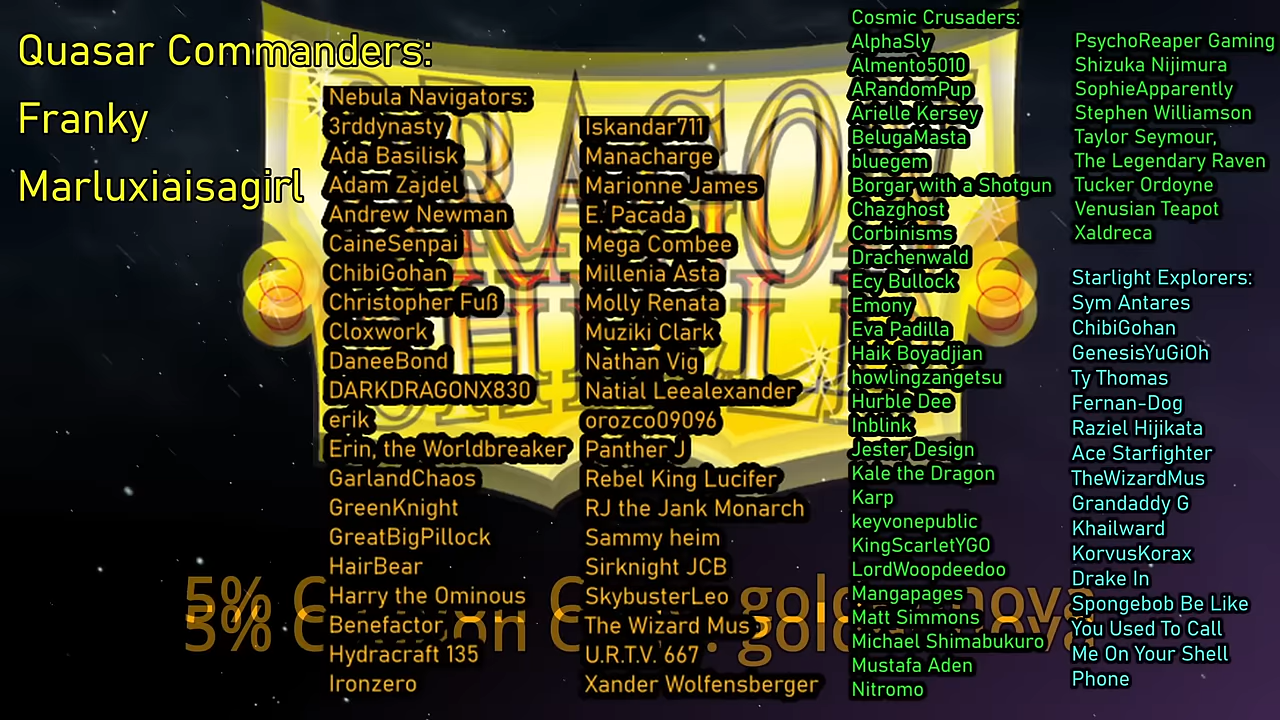 Quasar Commanders:
Franky
Marluxiaisagirl
Nebula Navigators:
3rddynasty
Ada Basilisk
Adam Zajdel
Andrew Newman
CaineSenpai
ChibiGohan
Christopher Fuß
Cloxwork
DaneeBond
DARKDRAGONX830
erik
Erin, the Worldbreaker
GarlandChaos
GreenKnight
GreatBigPillock
HairBear
Harry the Ominous
Benefactor
Hydracraft 135
Ironzero
Iskandar711
Manacharge
Marionne James
E. Pacada
Mega Combee
Millenia Asta
Molly Renata
Muziki Clark
Nathan Vig
Natial Leealexander
orozco09096
Panther J
Rebel King Lucifer
RJ the Jank Monarch
Sammy heim
Sirknight JCB
SkybusterLeo
The Wizard Mus
U.R.T.V. 667
Xander Wolfensberger
Cosmic Crusaders:
AlphaSly
Almento5010
ARandomPup
Arielle Kersey
BelugaMasta
bluegem
Borgar with a Shotgun
Chazghost
Corbinisms
Drachenwald
Ecy Bullock
Emony
Eva Padilla
Haik Boyadjian
howlingzangetsu
Hurble Dee
Inblink
Jester Design
Kale the Dragon
Karp
keyvonepublic
KingScarletYGO
LordWoopdeedoo
Mangapages
Matt Simmons
Michael Shimabukuro
Mustafa Aden
Nitromo
PsychoReaper Gaming
Shizuka Nijimura
SophieApparently
Stephen Williamson
Taylor Seymour,
The Legendary Raven
Tucker Ordoyne
Venusian Teapot
Xaldreca
Starlight Explorers:
Sym Antares
ChibiGohan
GenesisYuGiOh
Ty Thomas
Fernan-Dog
Raziel Hijikata
Ace Starfighter
TheWizardMus
Grandaddy G
Khailward
KorvusKorax
Drake In
Spongebob Be Like
You Used To Call
Me On Your Shell
Phone
5%